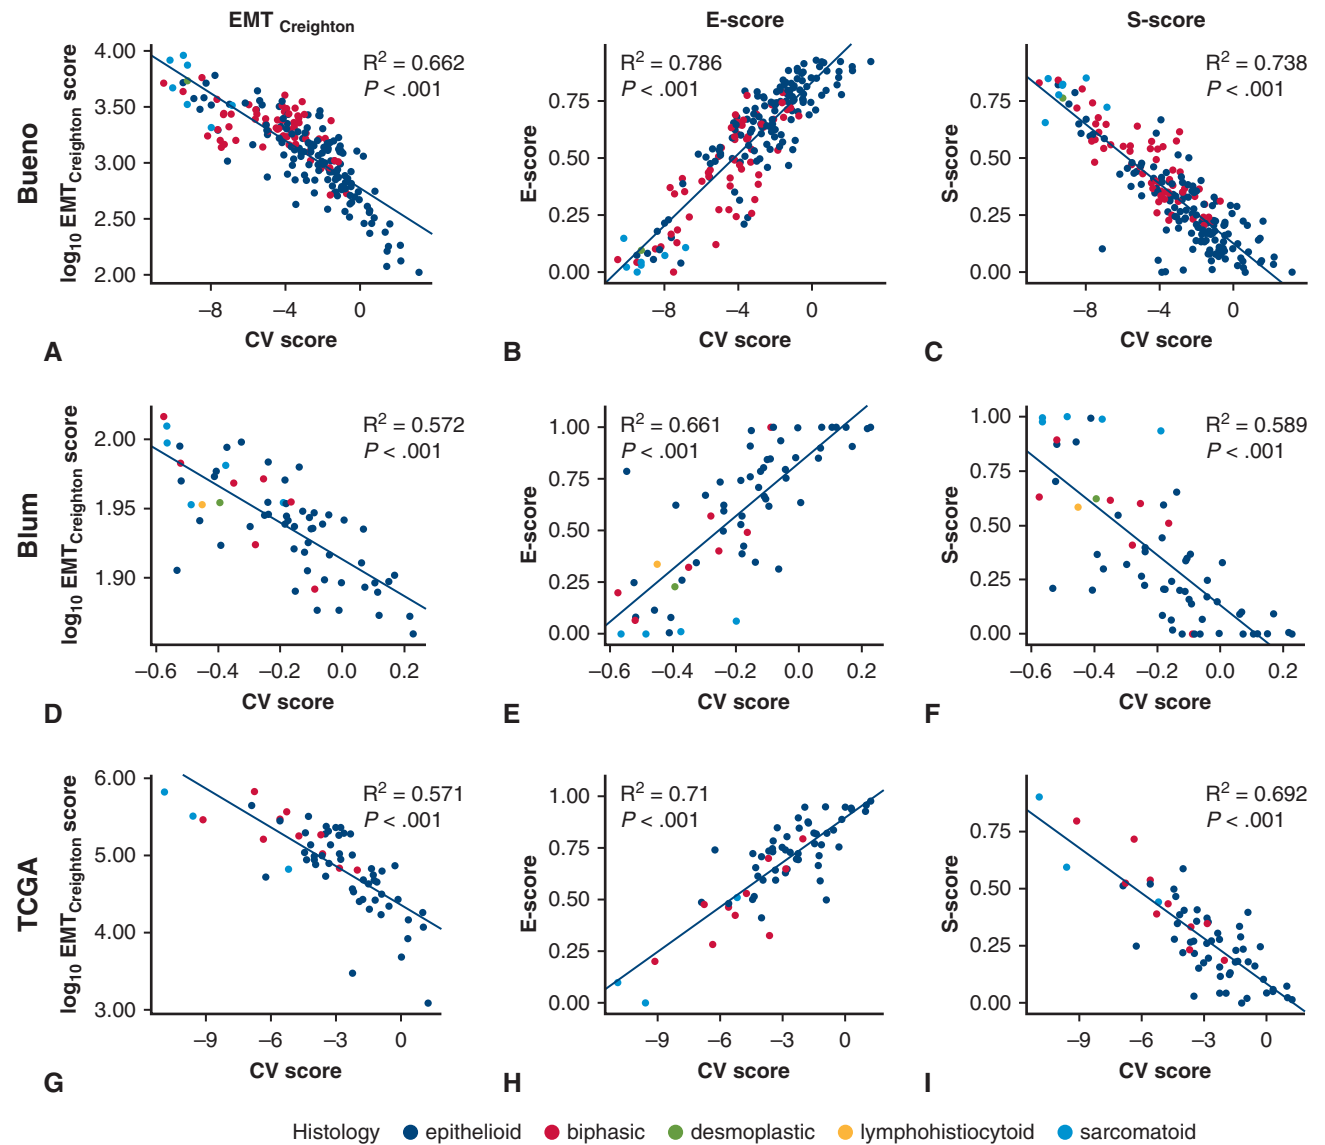 EMT Creighton
E-score
S-score
Bueno
log10 EMTCreighton score
4.00
3.50
3.00
2.50
2.00
R2 = 0.662
P < .001
–8
–4
0
CV score
A
E-score
0.75
0.50
0.25
0.00
R2 = 0.786
P < .001
–8
–4
0
CV score
B
S-score
0.75
0.50
0.25
0.00
R2 = 0.738
P < .001
–8
–4
0
CV score
C
Blum
log10 EMTCreighton score
2.00
1.95
1.90
R2 = 0.572
P < .001
–0.6
–0.4
–0.2
0.0
0.2
CV score
D
E-score
1.00
0.75
0.50
0.25
0.00
R2 = 0.661
P < .001
–0.6
–0.4
–0.2
0.0
0.2
CV score
E
S-score
1.00
0.75
0.50
0.25
0.00
R2 = 0.589
P < .001
–0.6
–0.4
–0.2
0.0
0.2
CV score
F
TCGA
log10 EMTCreighton score
6.00
5.00
4.00
3.00
R2 = 0.571
P < .001
–9
–6
–3
0
CV score
G
E-score
1.00
0.75
0.50
0.25
0.00
R2 = 0.71
P < .001
–9
–6
–3
0
CV score
H
S-score
0.75
0.50
0.25
0.00
R2 = 0.692
P < .001
–9
–6
–3
0
CV score
I
Histology epithelioid biphasic desmoplastic lymphohistiocytoid sarcomatoid